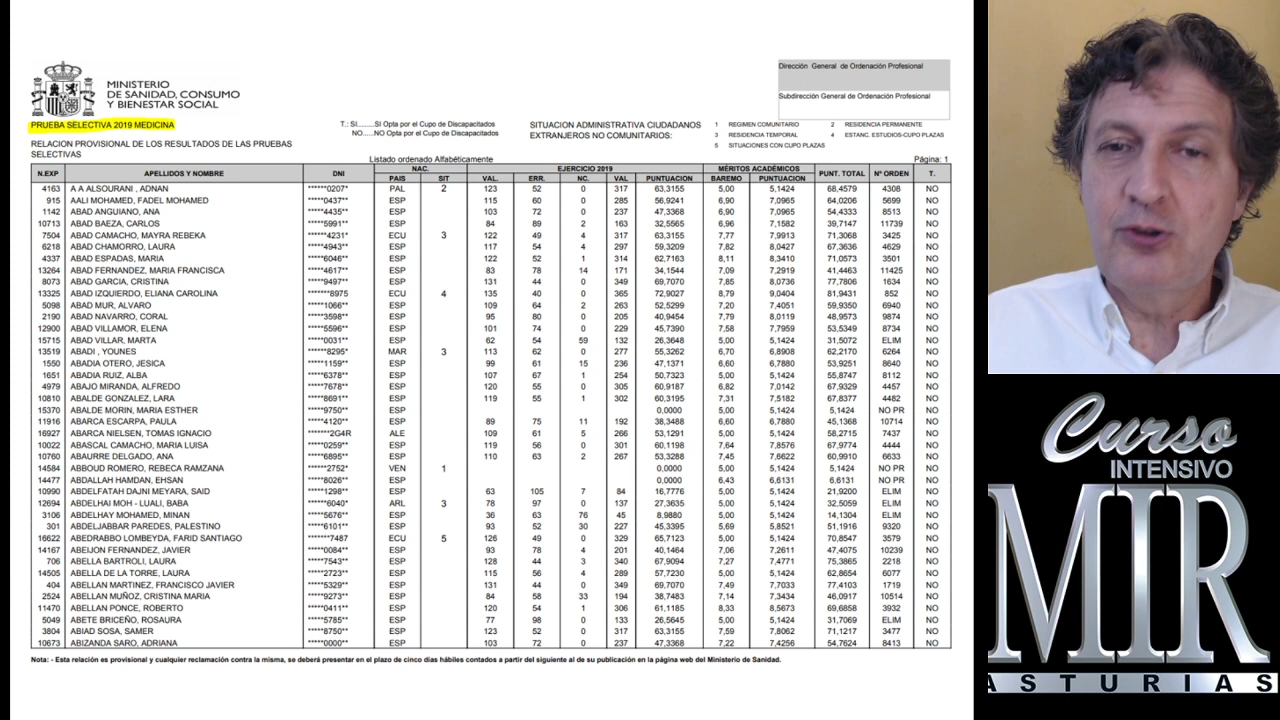 MINISTERIO
DE SANIDAD, CONSUMO
Y BIENESTAR SOCIAL
Dirección General de Ordenación Profesional
Subdirección General de Ordenación Profesional
PRUEBA SELECTIVA 2019 MEDICINA
RELACION PROVISIONAL DE LOS RESULTADOS DE LAS PRUEBAS
SELECTIVAS
T.: SI........SI Opta por el Cupo de Discapacitados
NO......NO Opta por el Cupo de Discapacitados
SITUACION ADMINISTRATIVA CIUDADANOS
EXTRANJEROS NO COMUNITARIOS:
1 REGIMEN COMUNITARIO 2 RESIDENCIA PERMANENTE
3 RESIDENCIA TEMPORAL 4 ESTANC. ESTUDIOS-CUPO PLAZAS
5 SITUACIONES CON CUPO PLAZAS
Listado ordenado Alfabéticamente
Página: 1
N.EXP APELLIDOS Y NOMBRE DNI NAC. EJERCICIO 2019 MÉRITOS ACADÉMICOS PUNT. TOTAL Nº ORDEN T.
PAIS SIT VAL. ERR. NC. VAL PUNTUACION BAREMO PUNTUACION
4163 A A ALSOURANI , ADNAN ******0207* PAL 2 123 52 0 317 63,3155 5,00 5,1424 68,4579 4308 NO
915 AALI MOHAMED, FADEL MOHAMED *****0437** ESP 115 60 0 285 56,9241 6,90 7,0965 64,0206 5699 NO
1142 ABAD ANGUIANO, ANA *****4435** ESP 103 72 0 237 47,3368 6,90 7,0965 54,4333 8513 NO
10713 ABAD BAEZA, CARLOS *****5991** ESP 84 89 2 163 32,5565 6,96 7,1582 39,7147 11739 NO
7504 ABAD CAMACHO, MAYRA REBEKA ******4231* ECU 3 122 49 4 317 63,3155 7,77 7,9913 71,3068 3425 NO
6218 ABAD CHAMORRO, LAURA *****4943** ESP 117 54 4 297 59,3209 7,82 8,0427 67,3636 4629 NO
4337 ABAD ESPADAS, MARIA *****6046** ESP 122 52 1 314 62,7163 8,11 8,3410 71,0573 3501 NO
13264 ABAD FERNANDEZ, MARIA FRANCISCA *****4617** ESP 83 78 14 171 34,1544 7,09 7,2919 41,4463 11425 NO
8073 ABAD GARCIA, CRISTINA *****9497** ESP 131 44 0 349 69,7070 7,85 8,0736 77,7806 1634 NO
13325 ABAD IZQUIERDO, ELIANA CAROLINA *******8975 ECU 4 135 40 0 365 72,9027 8,79 9,0404 81,9431 852 NO
5098 ABAD MUR, ALVARO *****1066** ESP 109 64 2 263 52,5299 7,20 7,4051 59,9350 6940 NO
2190 ABAD NAVARRO, CORAL *****3598** ESP 95 80 0 205 40,9454 7,79 8,0119 48,9573 9874 NO
12900 ABAD VILLAMOR, ELENA *****5596** ESP 101 74 0 229 45,7390 7,58 7,7959 53,5349 8734 NO
15715 ABAD VILLAR, MARTA *****0031** ESP 62 54 59 132 26,3648 5,00 5,1424 31,5072 ELIM NO
13519 ABADI , YOUNES ******8295* MAR 3 113 62 0 277 55,3262 6,70 6,8908 62,2170 6264 NO
1550 ABADIA OTERO, JESICA *****1159** ESP 99 61 15 236 47,1371 6,60 6,7880 53,9251 8640 NO
1651 ABADIA RUIZ, ALBA *****6378** ESP 107 67 1 254 50,7323 5,00 5,1424 55,8747 8112 NO
4979 ABAJO MIRANDA, ALFREDO *****7678** ESP 120 55 0 305 60,9187 6,82 7,0142 67,9329 4457 NO
10810 ABALDE GONZALEZ, LARA *****8691** ESP 119 55 1 302 60,3195 7,31 7,5182 67,8377 4482 NO
15370 ABALDE MORIN, MARIA ESTHER *****9750** ESP 0,0000 5,00 5,1424 5,1424 NO PR NO
11916 ABARCA ESCARPA, PAULA *****4120** ESP 89 75 11 192 38,3488 6,60 6,7880 45,1368 10714 NO
16927 ABARCA NIELSEN, TOMAS IGNACIO *******2G4R ALE 109 61 5 266 53,1291 5,00 5,1424 58,2715 7437 NO
10022 ABASCAL CAMACHO, MARIA LUISA *****0259** ESP 119 56 0 301 60,1198 7,64 7,8576 67,9774 4444 NO
10760 ABAURRE DELGADO, ANA *****6895** ESP 110 63 2 267 53,3288 7,45 7,6622 60,9910 6633 NO
14584 ABBOUD ROMERO, REBECA RAMZANA ******2752* VEN 1 0,0000 5,00 5,1424 5,1424 NO PR NO
14477 ABDALLAH HAMDAN, EHSAN *****8026** ESP 0,0000 6,43 6,6131 6,6131 NO PR NO
10990 ABDELFATAH DAJNI MEYARA, SAID *****1298** ESP 63 105 7 84 16,7776 5,00 5,1424 21,9200 ELIM NO
12694 ABDELHAI MOH - LUALI, BABA ******6040* ARL 3 78 97 0 137 27,3635 5,00 5,1424 32,5059 ELIM NO
3106 ABDELHAY MOHAMED, MINAN *****5676** ESP 36 63 76 45 8,9880 5,00 5,1424 14,1304 ELIM NO
301 ABDELJABBAR PAREDES, PALESTINO *****6101** ESP 93 52 30 227 45,3395 5,69 5,8521 51,1916 9320 NO
16622 ABEDRABBO LOMBEYDA, FARID SANTIAGO *******7487 ECU 5 126 49 0 329 65,7123 5,00 5,1424 70,8547 3579 NO
14167 ABEIJON FERNANDEZ, JAVIER *****0084** ESP 93 78 4 201 40,1464 7,06 7,2611 47,4075 10239 NO
706 ABELLA BARTROLI, LAURA *****7543** ESP 128 44 3 340 67,9094 7,27 7,4771 75,3865 2218 NO
14505 ABELLA DE LA TORRE, LAURA *****2723** ESP 115 56 4 289 57,7230 5,00 5,1424 62,8654 6077 NO
404 ABELLAN MARTINEZ, FRANCISCO JAVIER *****5329** ESP 131 44 0 349 69,7070 7,49 7,7033 77,4103 1719 NO
2524 ABELLAN MUÑOZ, CRISTINA MARIA *****9273** ESP 84 58 33 194 38,7483 7,14 7,3434 46,0917 10514 NO
11470 ABELLAN PONCE, ROBERTO *****0411** ESP 120 54 1 306 61,1185 8,33 8,5673 69,6858 3932 NO
5049 ABETE BRICEÑO, ROSAURA *****5785** ESP 77 98 0 133 26,5645 5,00 5,1424 31,7069 ELIM NO
3804 ABIAD SOSA, SAMER *****8750** ESP 123 52 0 317 63,3155 7,59 7,8062 71,1217 3477 NO
10673 ABIZANDA SARO, ADRIANA *****0000** ESP 103 72 0 237 47,3368 7,22 7,4256 54,7624 8413 NO
Nota: - Esta relación es provisional y cualquier reclamación contra la misma, se deberá presentar en el plazo de cinco días hábiles contados a partir del siguiente al de su publicación en la página web del Ministerio de Sanidad.
Curso
INTENSIVO
MIR
ASTURIAS